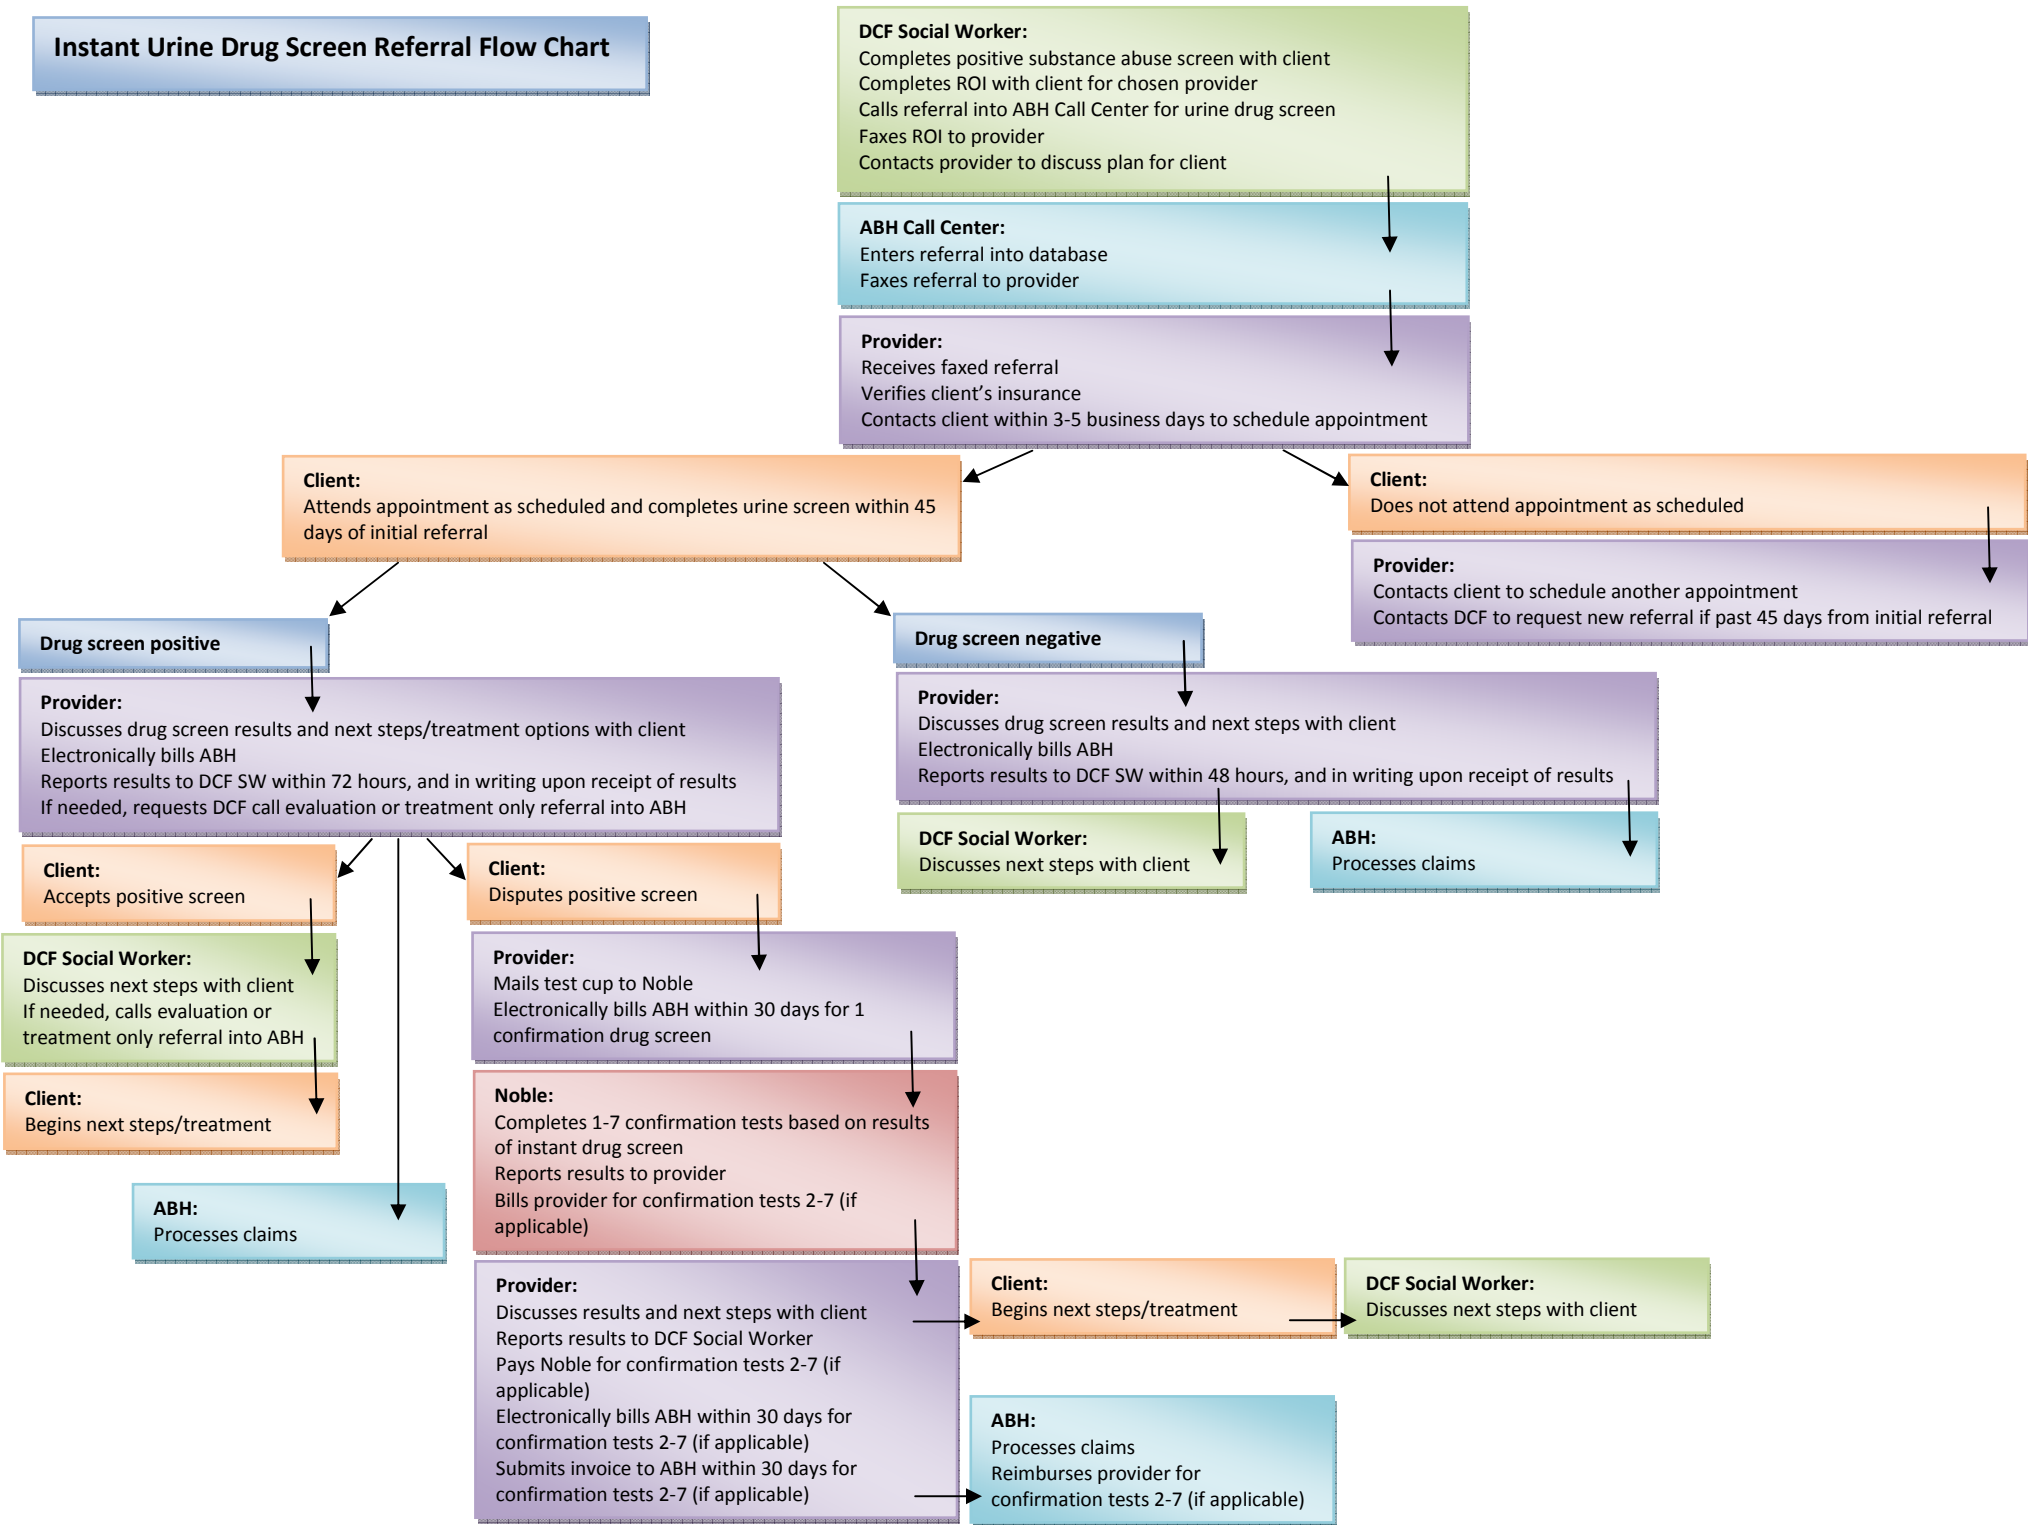 Instant Urine Drug Screen Referral Flow Chart
DCF Social Worker:
Completes positive substance abuse screen with client
Completes ROI with client for chosen provider
Calls referral into ABH Call Center for urine drug screen
Faxes ROI to provider
Contacts provider to discuss plan for client
ABH Call Center:
Enters referral into database
Faxes referral to provider
Provider:
Receives faxed referral
Verifies client's insurance
Contacts client within 3-5 business days to schedule appointment
Client:
Attends appointment as scheduled and completes urine screen within 45
days of initial referral
Client:
Does not attend appointment as scheduled
Provider:
Contacts client to schedule another appointment
Contacts DCF to request new referral if past 45 days from initial referral
Drug screen positive
Drug screen negative
Provider:
Discusses drug screen results and next steps/treatment options with client
Electronically bills ABH
Reports results to DCF SW within 72 hours, and in writing upon receipt of results
If needed, requests DCF call evaluation or treatment only referral into ABH
Provider:
Discusses drug screen results and next steps with client
Electronically bills ABH
Reports results to DCF SW within 48 hours, and in writing upon receipt of results
DCF Social Worker:
Discusses next steps with client
ABH:
Processes claims
Client:
Accepts positive screen
Client:
Disputes positive screen
DCF Social Worker:
Discusses next steps with client
If needed, calls evaluation or
treatment only referral into ABH
Client:
Begins next steps/treatment
ABH:
Processes claims
Provider:
Mails test cup to Noble
Electronically bills ABH within 30 days for 1
confirmation drug screen
Noble:
Completes 1-7 confirmation tests based on results
of instant drug screen
Reports results to provider
Bills provider for confirmation tests 2-7 (if
applicable)
Provider:
Discusses results and next steps with client
Reports results to DCF Social Worker
Pays Noble for confirmation tests 2-7 (if
applicable)
Electronically bills ABH within 30 days for
confirmation tests 2-7 (if applicable)
Submits invoice to ABH within 30 days for
confirmation tests 2-7 (if applicable)
Client:
Begins next steps/treatment
DCF Social Worker:
Discusses next steps with client
ABH:
Processes claims
Reimburses provider for
confirmation tests 2-7 (if applicable)